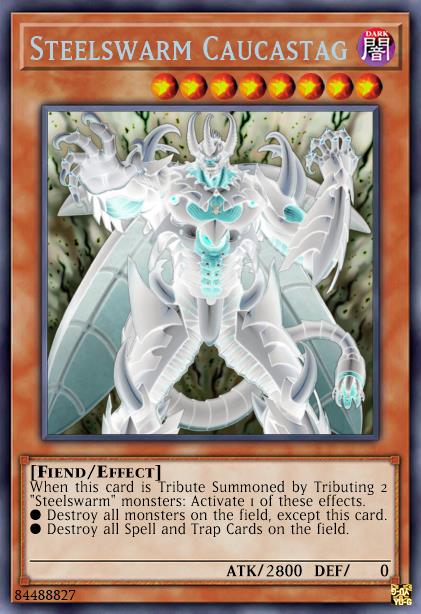 STEELSWARM CAUCASTAG
DARK
闇
[FIEND/EFFECT]
When this card is Tribute Summoned by Tributing 2
"Steelswarm" monsters: Activate 1 of these effects.
● Destroy all monsters on the field, except this card.
● Destroy all Spell and Trap Cards on the field.
ATK/2800 DEF/ 0
84488827